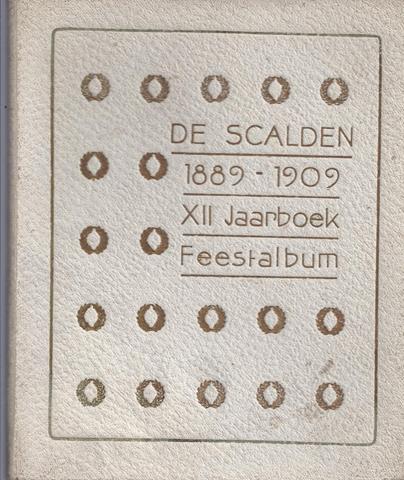 DE SCALDEN
1889 - 1909
XII Jaarboek
Feestalbum